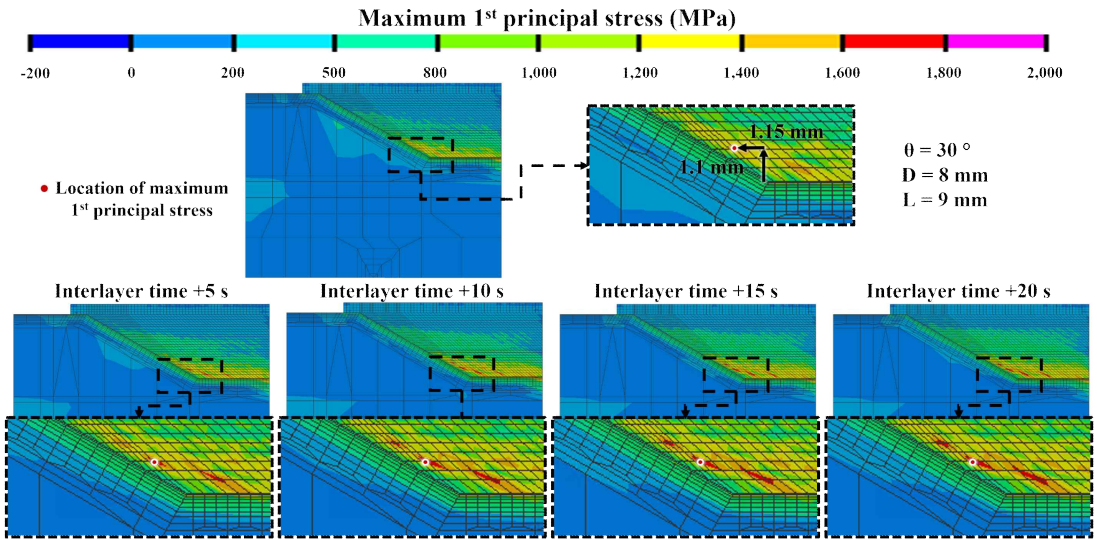 Maximum 1st principal stress (MPa)
-200 0 200 500 800 1,000 1,200 1,400 1,600 1,800 2,000
1.15 mm
1.1 mm
θ = 30 °
D = 8 mm
L = 9 mm
Location of maximum
1st principal stress
Interlayer time +5 s
Interlayer time +10 s
Interlayer time +15 s
Interlayer time +20 s